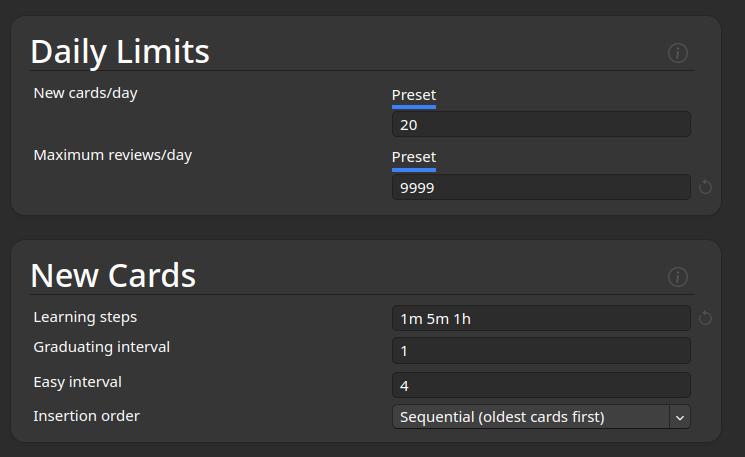 Daily Limits
New cards/day
Preset
20
Maximum reviews/day
Preset
9999
New Cards
Learning steps
1m 5m 1h
Graduating interval
1
Easy interval
4
Insertion order
Sequential (oldest cards first)